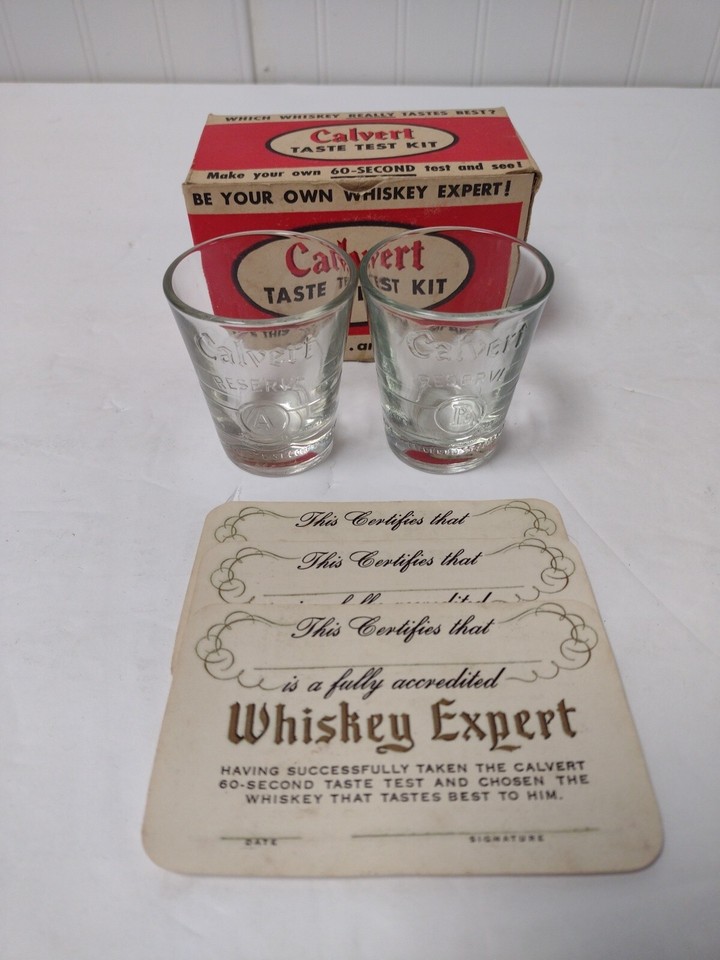 WHICH WHISKEY REALLY TASTES BEST?
Calvert
TASTE TEST KIT
Make your own 60-SECOND test and see!
BE YOUR OWN WHISKEY EXPERT!
Calvert
TASTE TEST KIT
Calvert
RESERVE
A
Calvert
RESERVE
B
This Certifies that
This Certifies that
is a fully accredited
This Certifies that
is a fully accredited
Whiskey Expert
HAVING SUCCESSFULLY TAKEN THE CALVERT
60-SECOND TASTE TEST AND CHOSEN THE
WHISKEY THAT TASTES BEST TO HIM.
DATE
SIGNATURE